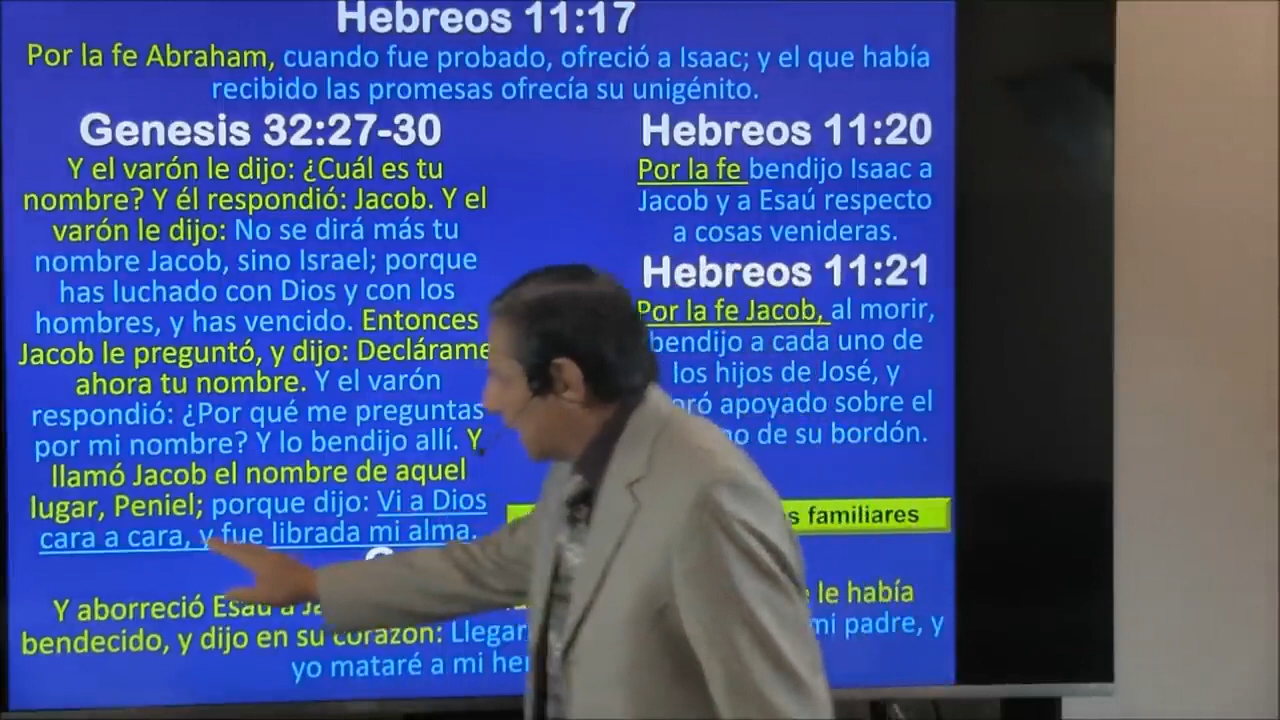 Hebreos 11:17
Por la fe Abraham, cuando fue probado, ofreció a Isaac; y el que había
recibido las promesas ofrecía su unigénito.
Genesis 32:27-30
Y el varón le dijo: ¿Cuál es tu
nombre? Y él respondió: Jacob. Y el
varón le dijo: No se dirá más tu
nombre Jacob, sino Israel; porque
has luchado con Dios y con los
hombres, y has vencido. Entonces
Jacob le preguntó, y dijo: Declárame
ahora tu nombre. Y el varón
respondió: ¿Por qué me preguntas
por mi nombre? Y lo bendijo allí. Y
llamó Jacob el nombre de aquel
lugar, Peniel; porque dijo: Vi a Dios
cara a cara, y fue librada mi alma.
Hebreos 11:20
Por la fe bendijo Isaac a
Jacob y a Esaú respecto
a cosas venideras.
Hebreos 11:21
Por la fe Jacob, al morir,
bendijo a cada uno de
los hijos de José, y
apoyado sobre el
de su bordón.
familiares
Y aborreció Esaú a le había
bendecido, y dijo en su corazón: mi padre, y
yo mataré a mi